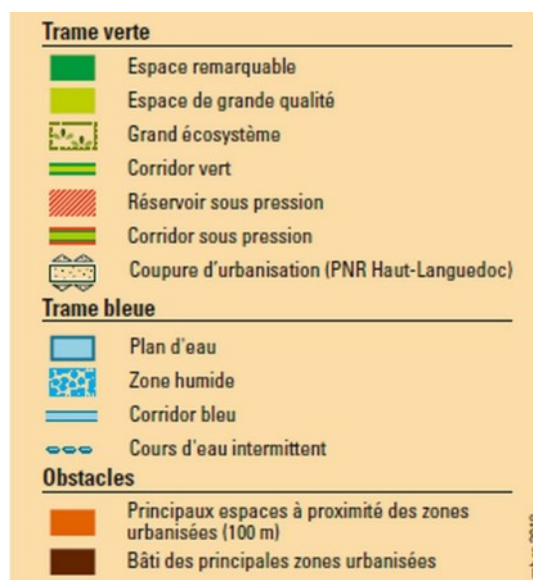 Trame verte
Espace remarquable
Espace de grande qualité
Grand écosystème
Corridor vert
Réservoir sous pression
Corridor sous pression
Coupure d'urbanisation (PNR Haut-Languedoc)
Trame bleue
Plan d'eau
Zone humide
Corridor bleu
Cours d'eau intermittent
Obstacles
Principaux espaces à proximité des zones
urbanisées (100 m)
Bâti des principales zones urbanisées